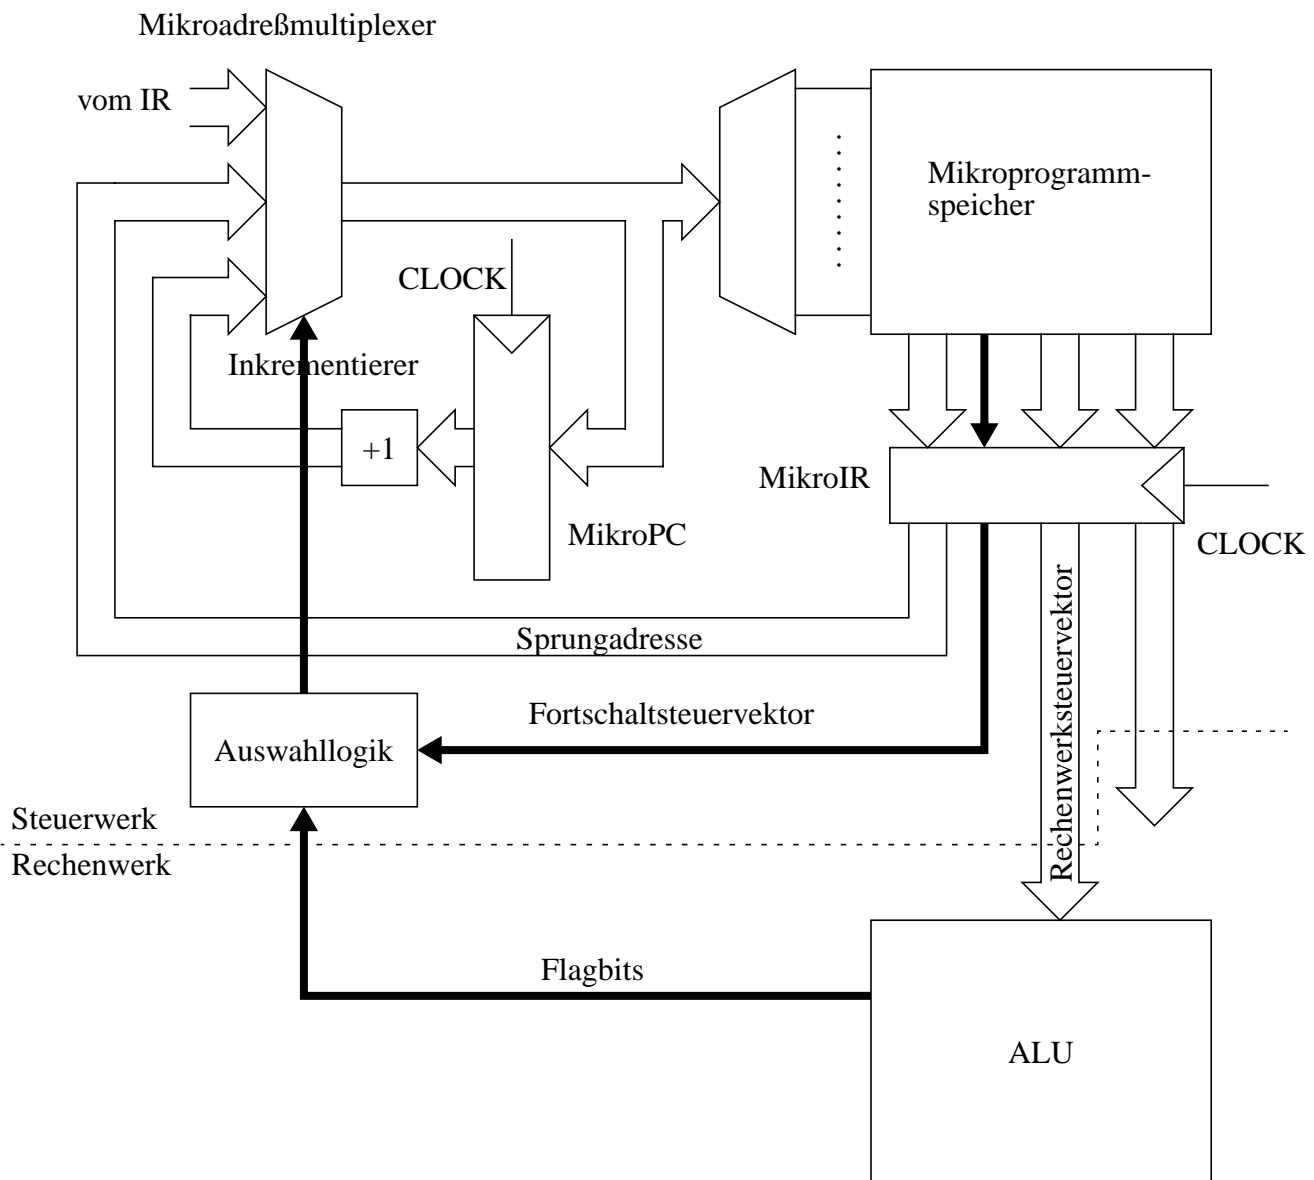 Mikroadreßmultiplexer
vom IR
Mikroprogramm-
speicher
CLOCK
Inkrementierer
+1
MikroIR
MikroPC
CLOCK
Sprungadresse
Rechenwerksteuervektor
Fortschaltsteuervektor
Auswahllogik
Steuerwerk
Rechenwerk
Flagbits
ALU